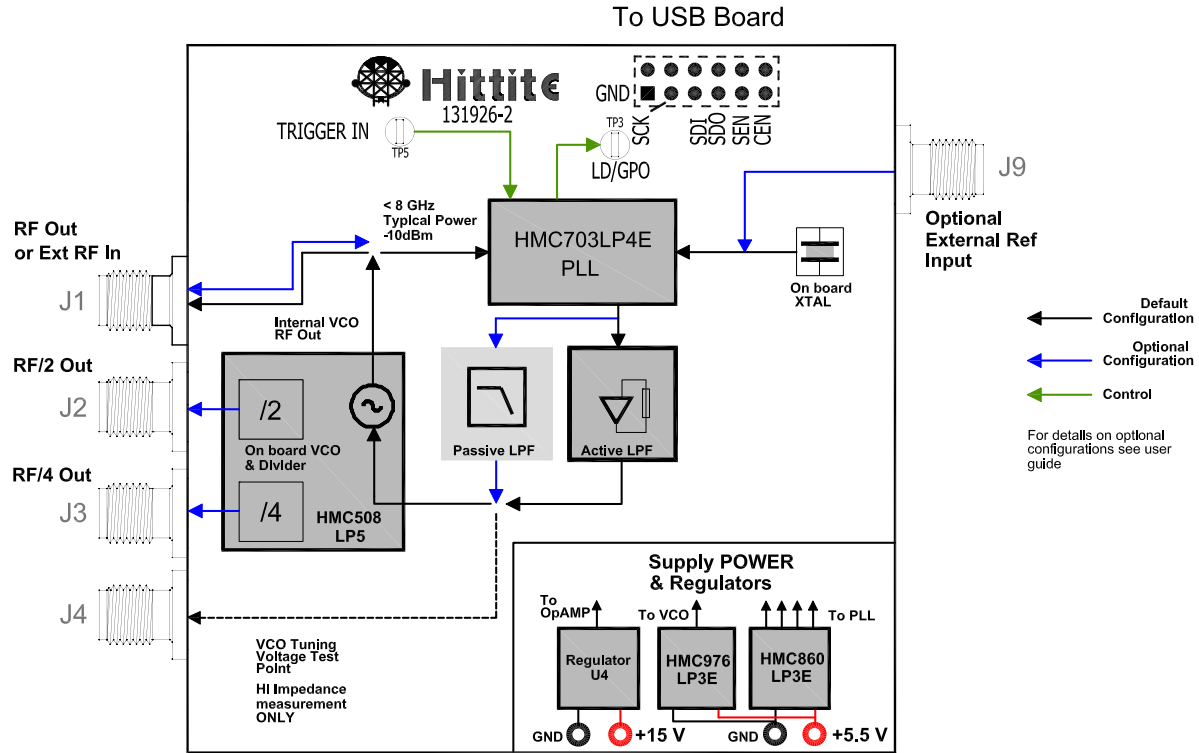 To USB Board
Hittite
131926-2
GND
SCK
SDI
SDO
SEN
CEN
TRIGGER IN
TP5
TP3
LD/GPO
J9
Optional
External Ref
Input
< 8 GHz
Typical Power
-10dBm
HMC703LP4E
PLL
On board
XTAL
RF Out
or Ext RF In
J1
Internal VCO
RF Out
Default
Configuration
Optional
Configuration
Control
For details on optional
configurations see user
guide
RF/2 Out
J2
/2
On board VCO
& Divider
Passive LPF
Active LPF
RF/4 Out
J3
/4
HMC508
LP5
J4
VCO Tuning
Voltage Test
Point
HI Impedance
measurement
ONLY
Supply POWER
& Regulators
To
OpAMP
To VCO
To PLL
Regulator
U4
HMC976
LP3E
HMC860
LP3E
GND
+15 V
GND
+5.5 V